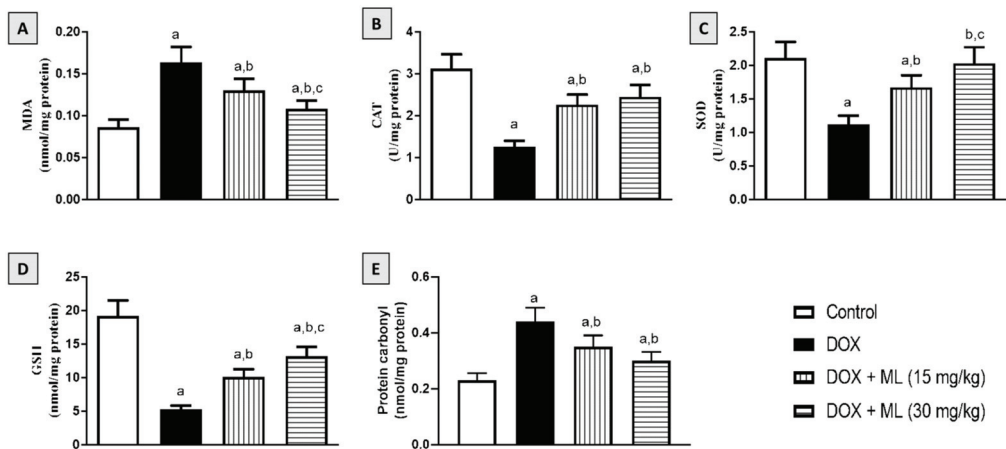 A
MDA
(nmol/mg protein)
0.20
0.15
0.10
0.05
0.00
a
a,b
a,b,c
B
CAT
(U/mg protein)
4
3
2
1
0
a
a,b
a,b
C
SOD
(U/mg protein)
2.5
2.0
1.5
1.0
0.5
0.0
a
a,b
b,c
D
GSH
(nmol/mg protein)
25
20
15
10
5
0
a
a,b
a,b,c
E
Protein carbonyl
(nmol/mg protein)
0.6
0.4
0.2
0.0
a
a,b
a,b
Control
DOX
DOX + ML (15 mg/kg)
DOX + ML (30 mg/kg)